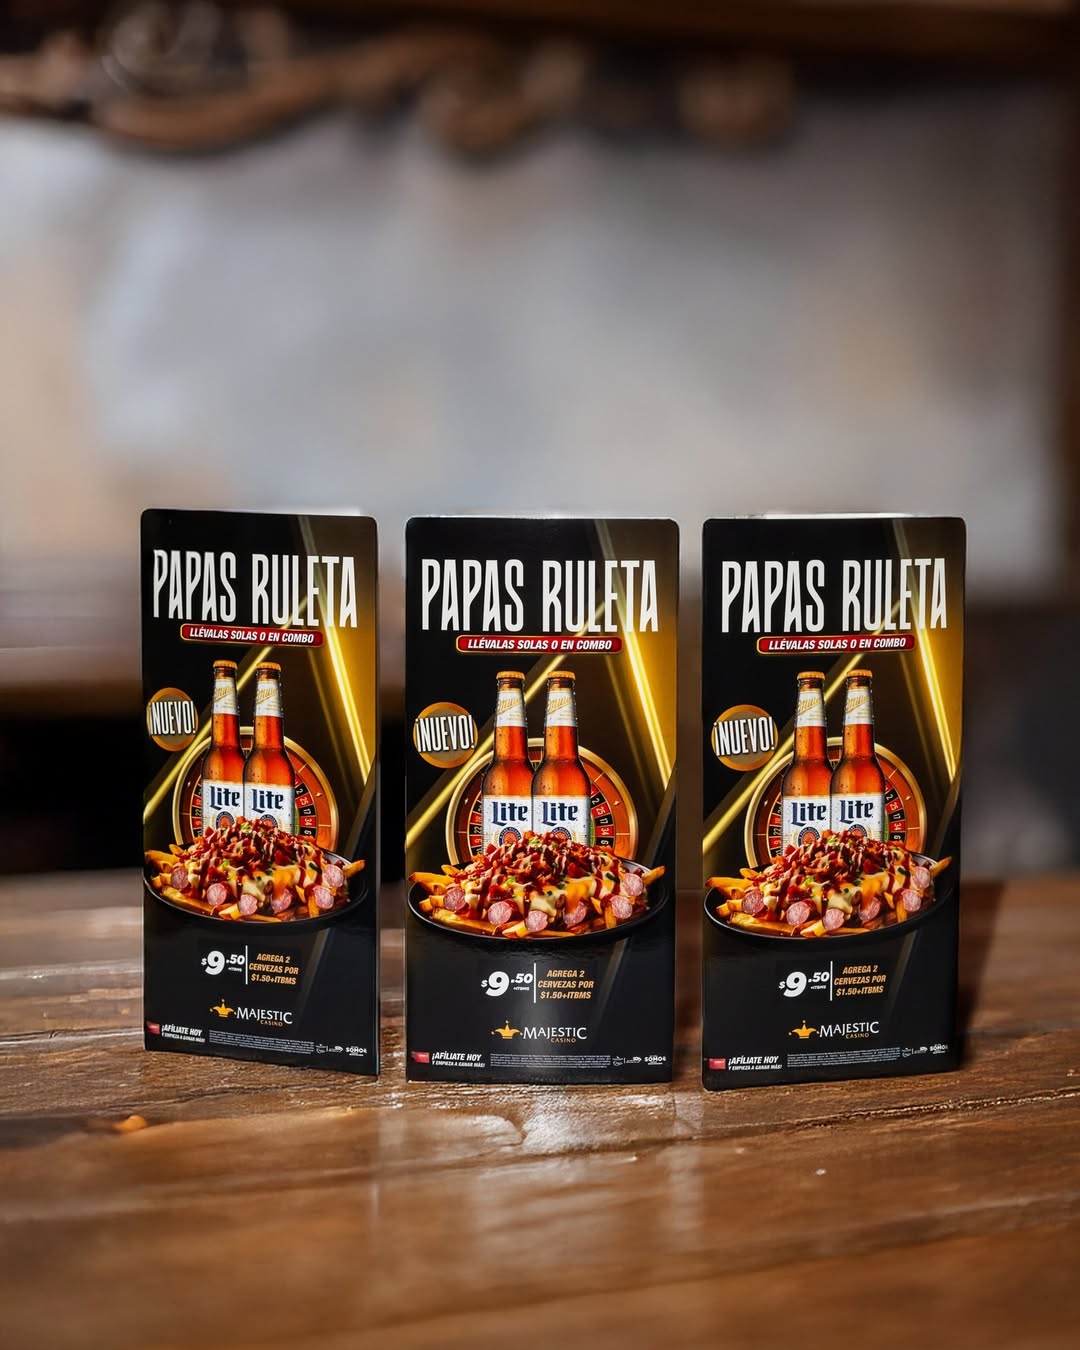 PAPAS RULETA
LLÉVALAS SOLAS O EN COMBO
¡NUEVO!
Lite Lite
$9.50
+ITBMS
AGREGA 2
CERVEZAS POR
$1.50+ITBMS
MAJESTIC
CASINO
¡AFÍLIATE HOY
Y EMPIEZA A GANAR MÁS!
SOHO
PAPAS RULETA
LLÉVALAS SOLAS O EN COMBO
¡NUEVO!
Lite Lite
$9.50
+ITBMS
AGREGA 2
CERVEZAS POR
$1.50+ITBMS
MAJESTIC
CASINO
¡AFÍLIATE HOY
Y EMPIEZA A GANAR MÁS!
SOHO
PAPAS RULETA
LLÉVALAS SOLAS O EN COMBO
¡NUEVO!
Lite Lite
$9.50
+ITBMS
AGREGA 2
CERVEZAS POR
$1.50+ITBMS
MAJESTIC
CASINO
¡AFÍLIATE HOY
Y EMPIEZA A GANAR MÁS!
SOHO